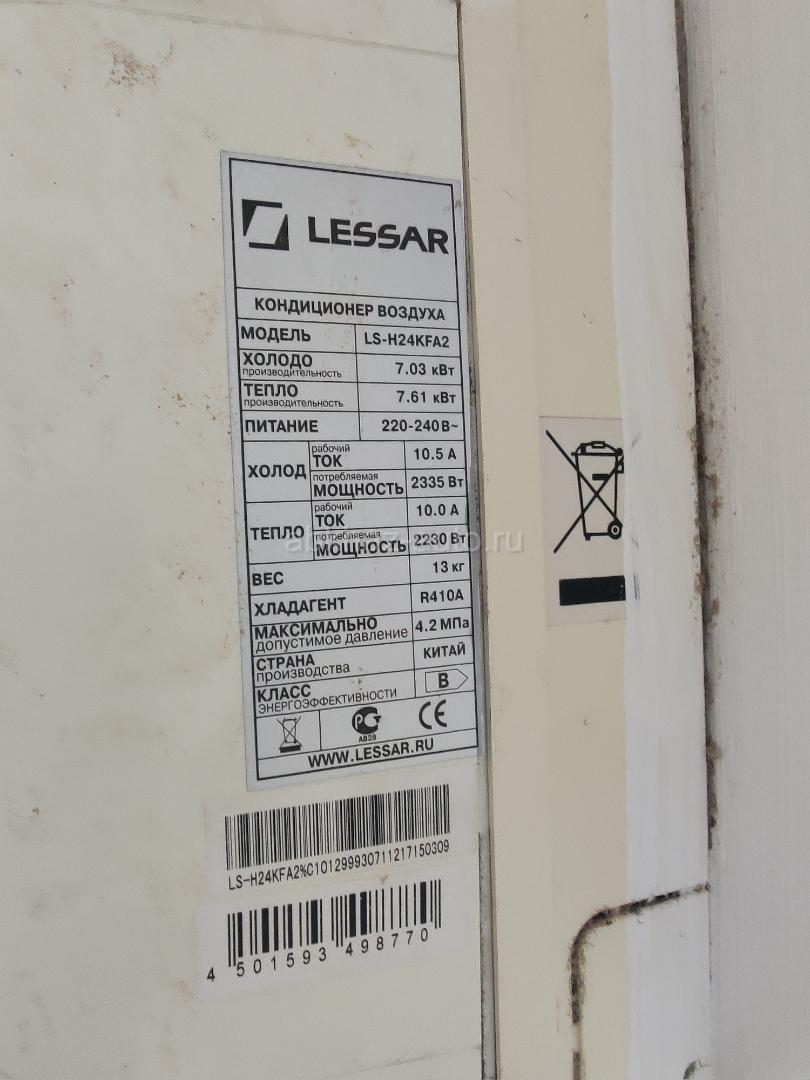 LESSAR
КОНДИЦИОНЕР ВОЗДУХА
МОДЕЛЬ LS-H24KFA2
ХОЛОДО
производительность 7.03 кВт
ТЕПЛО
производительность 7.61 кВт
ПИТАНИЕ 220-240В~
ХОЛОД
рабочий
ТОК 10.5 А
потребляемая
МОЩНОСТЬ 2335 Вт
ТЕПЛО
рабочий
ТОК 10.0 А
потребляемая
МОЩНОСТЬ 2230 Вт
ВЕС 13 кг
ХЛАДАГЕНТ R410A
МАКСИМАЛЬНО
допустимое давление 4.2 МПа
СТРАНА
производства КИТАЙ
КЛАСС
ЭНЕРГОЭФФЕКТИВНОСТИ B
РСТ CE
АВ28
WWW.LESSAR.RU
LS-H24KFA2%C101299930711217150309
4 501593 498770